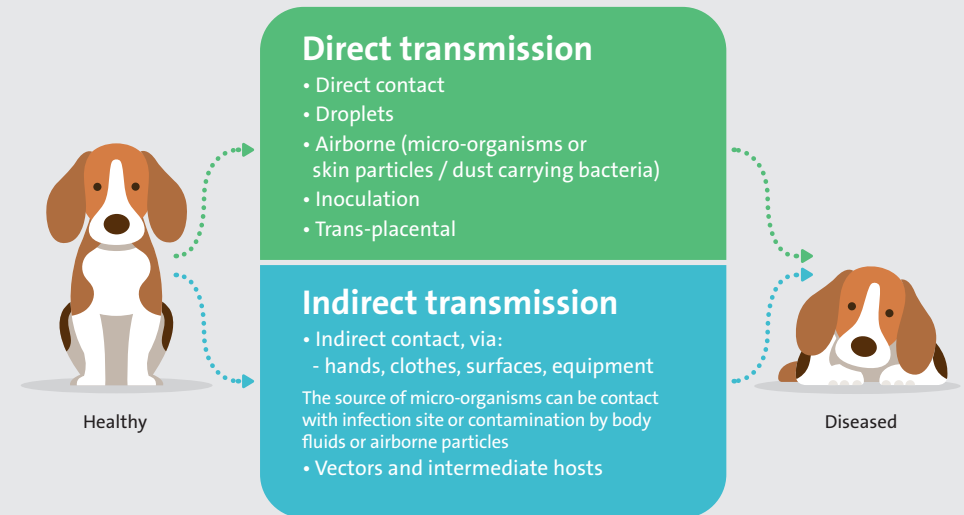 Direct transmission
• Direct contact
• Droplets
• Airborne (micro-organisms or
skin particles / dust carrying bacteria)
• Inoculation
• Trans-placental
Indirect transmission
• Indirect contact, via:
- hands, clothes, surfaces, equipment
The source of micro-organisms can be contact
with infection site or contamination by body
fluids or airborne particles
• Vectors and intermediate hosts
Healthy
Diseased